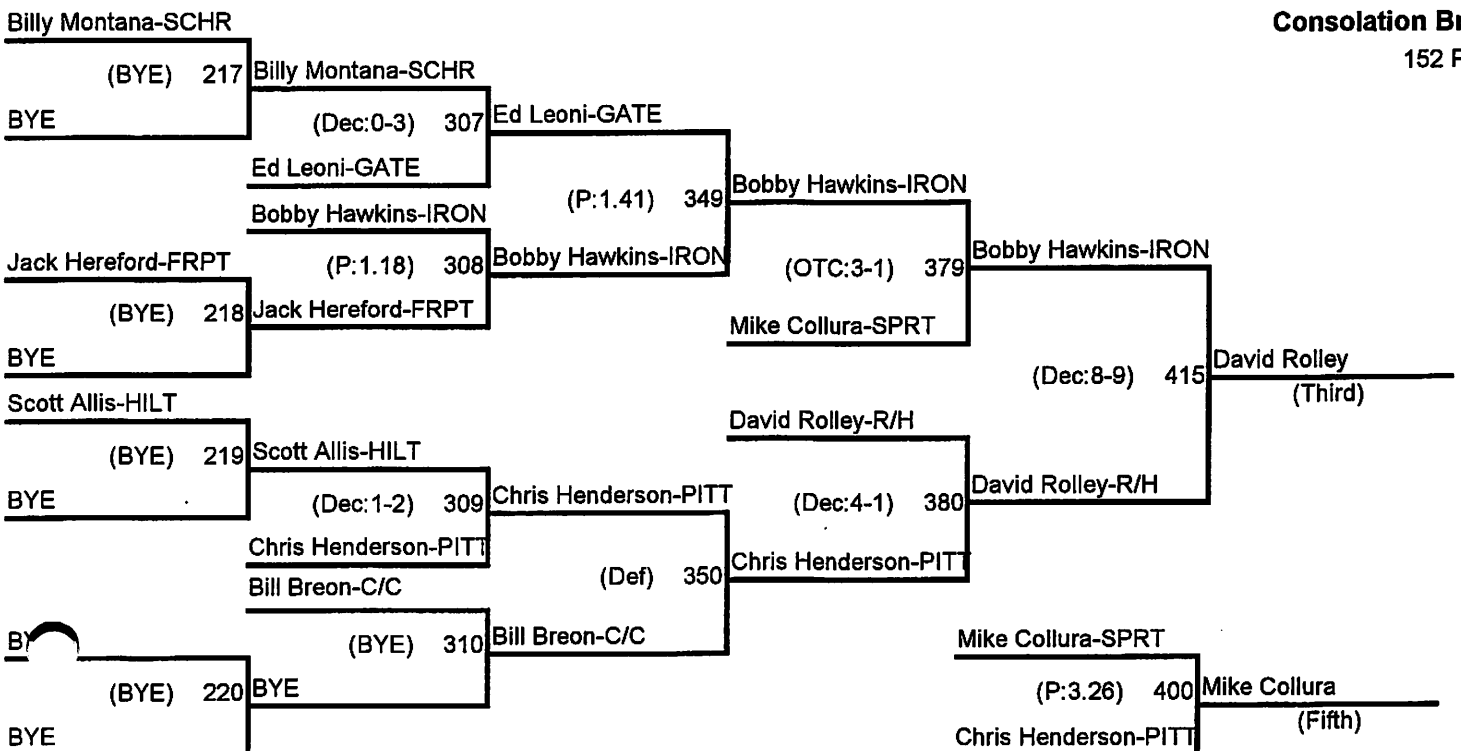 Consolation
152
Billy Montana-SCHR
(BYE) 217
BYE
Billy Montana-SCHR
(Dec:0-3) 307
Ed Leoni-GATE
Ed Leoni-GATE
(P:1.41) 349
Bobby Hawkins-IRON
Bobby Hawkins-IRON
(P:1.18) 308
Jack Hereford-FRPT
Jack Hereford-FRPT
(BYE) 218
BYE
Bobby Hawkins-IRON
(OTC:3-1) 379
Mike Collura-SPRT
Bobby Hawkins-IRON
(Dec:8-9) 415
David Rolley
(Third)
Scott Allis-HILT
(BYE) 219
BYE
Scott Allis-HILT
(Dec:1-2) 309
Chris Henderson-PITT
Chris Henderson-PITT
(Def) 350
Bill Breon-C/C
Bill Breon-C/C
(BYE) 310
BYE
(BYE) 220
BYE
David Rolley-R/H
(Dec:4-1) 380
Chris Henderson-PITT
David Rolley-R/H
Mike Collura-SPRT
(P:3.26) 400
Chris Henderson-PITT
Mike Collura
(Fifth)